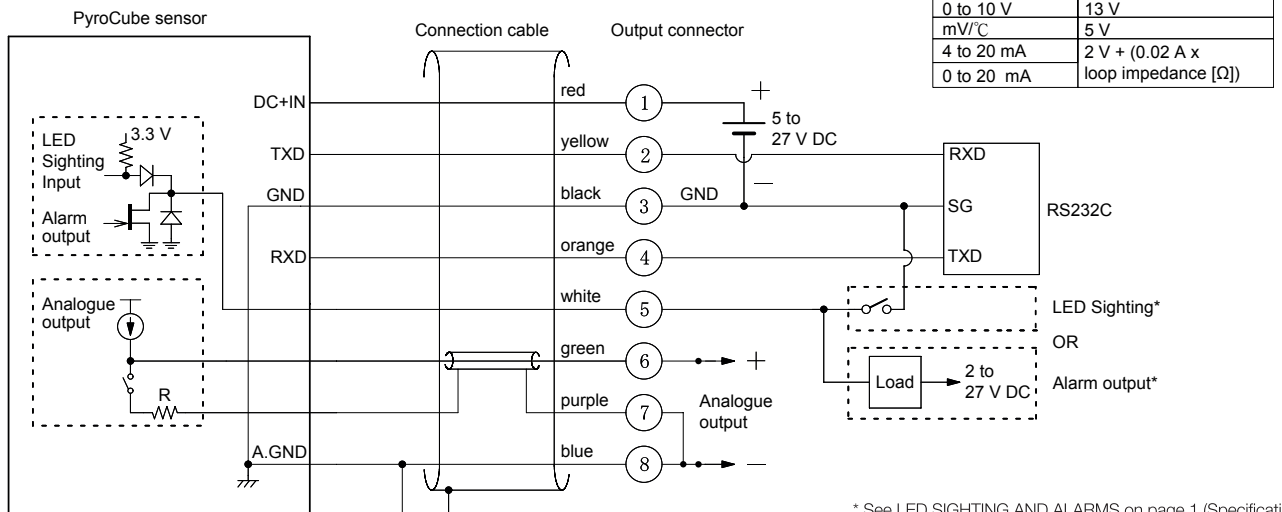 0 to 10 V 13 V
mV/℃ 5 V
4 to 20 mA 2 V + (0.02 A x
0 to 20 mA loop impedance [Ω])
PyroCube sensor
Connection cable
Output connector
DC+IN
red
1
+
5 to
27 V DC
–
LED
Sighting
Input
3.3 V
Alarm
output
TXD
yellow
2
RXD
GND
black
3
GND
SG
RS232C
RXD
orange
4
TXD
white
5
LED Sighting*
OR
Analogue
output
R
green
6
+
Load
2 to
27 V DC
Alarm output*
purple
7
Analogue
output
A.GND
blue
8
–
* See LED SIGHTING AND ALARMS on page 1 (Specificati